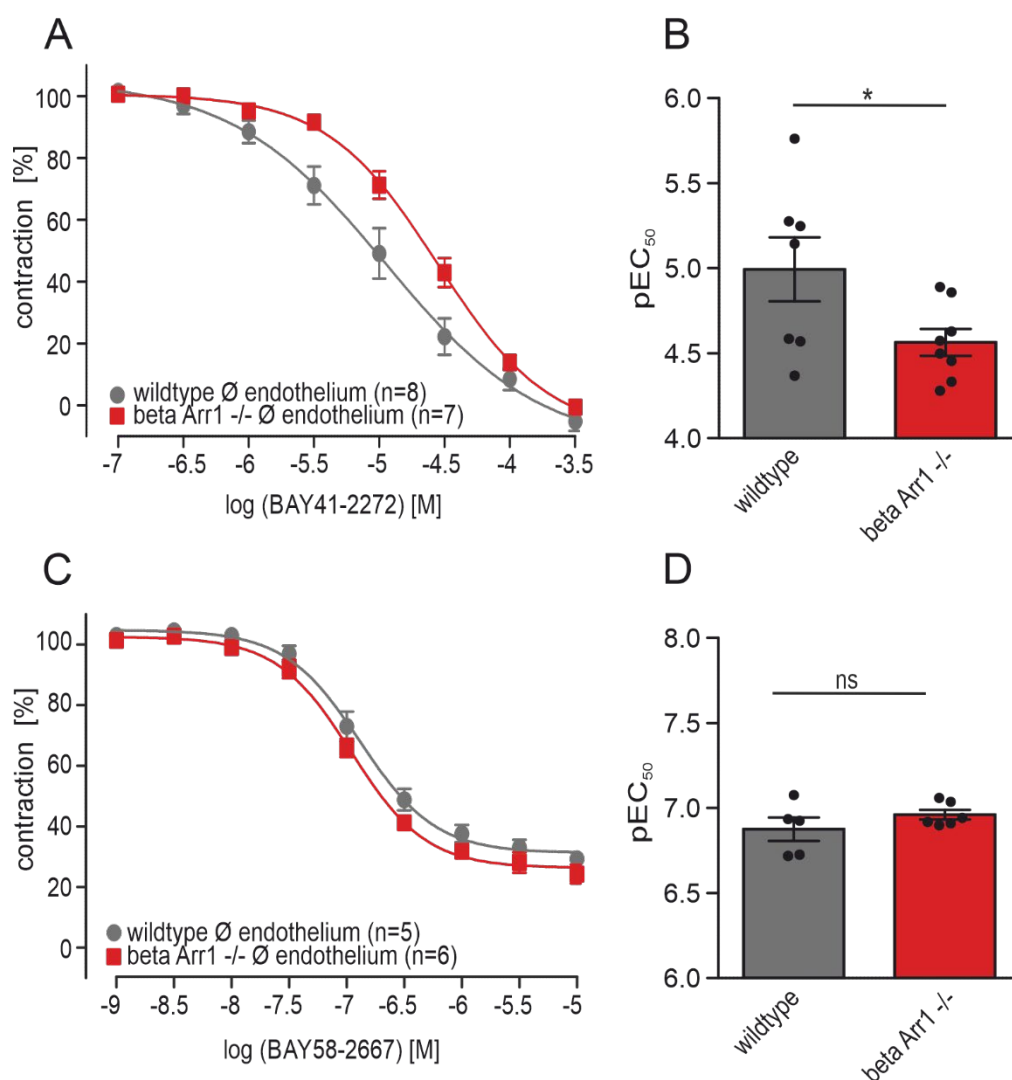 A
contraction [%]
100
80
60
40
20
0
wildtype Ø endothelium (n=8)
beta Arr1 -/- Ø endothelium (n=7)
-7 -6.5 -6 -5.5 -5 -4.5 -4 -3.5
log (BAY41-2272) [M]
B
pEC50
6.0
5.5
5.0
4.5
4.0
*
wildtype
beta Arr1 -/-
C
contraction [%]
100
80
60
40
20
0
wildtype Ø endothelium (n=5)
beta Arr1 -/- Ø endothelium (n=6)
-9 -8.5 -8 -7.5 -7 -6.5 -6 -5.5 -5
log (BAY58-2667) [M]
D
pEC50
8.0
7.5
7.0
6.5
6.0
ns
wildtype
beta Arr1 -/-